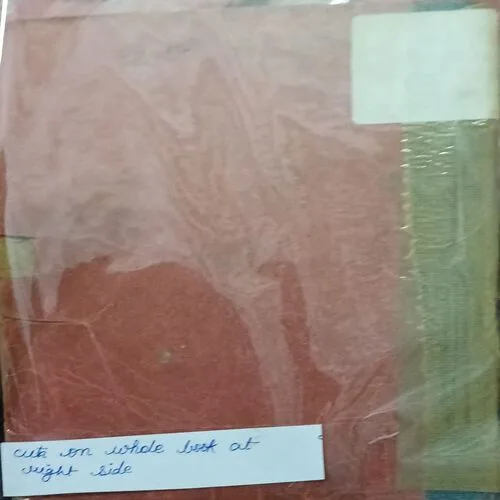 cuts on whole book at
right side